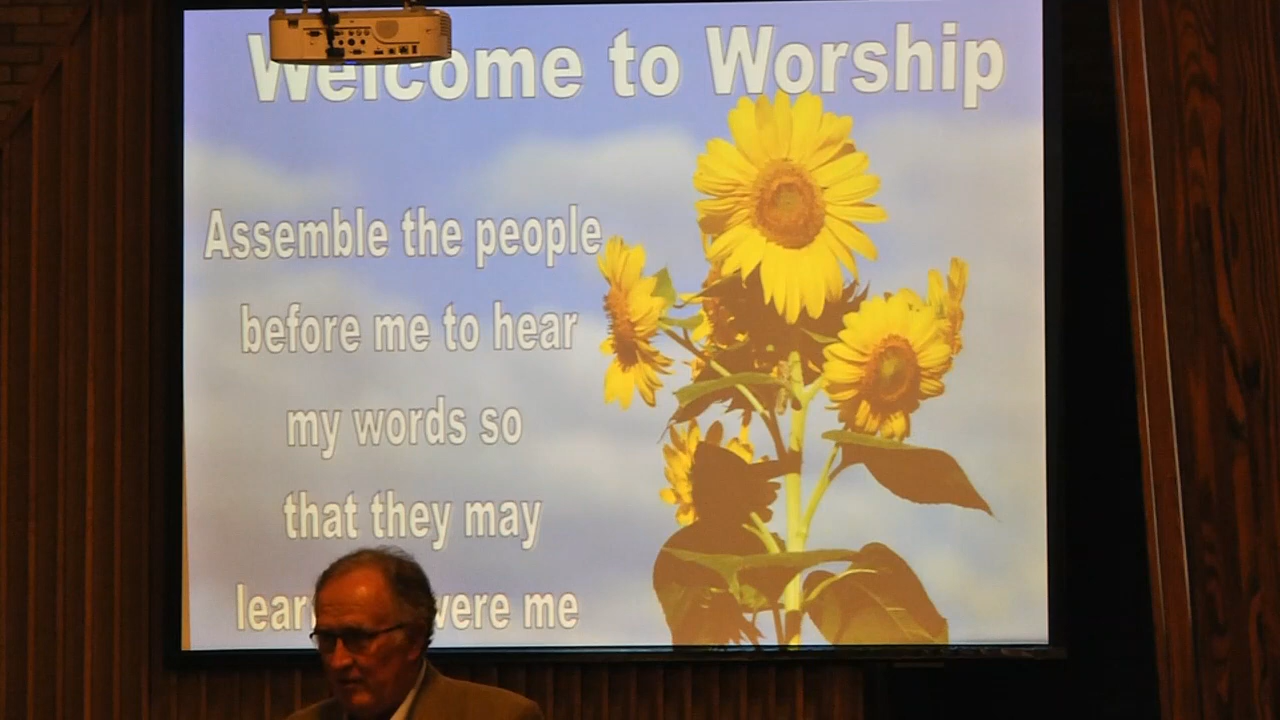 Welcome to Worship
Assemble the people
before me to hear
my words so
that they may
me